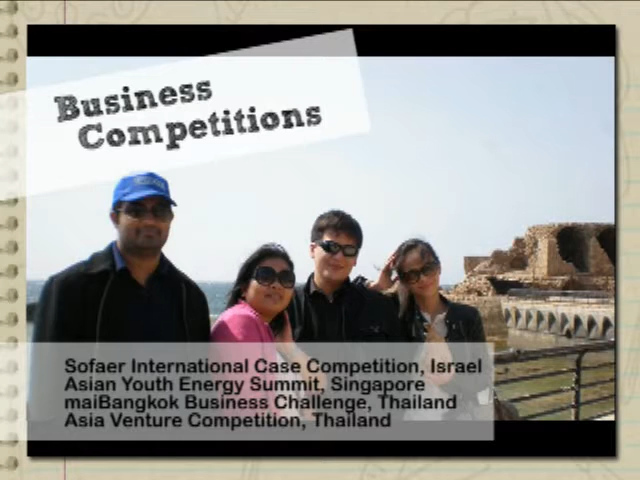 Business
Competitions
Sofaer International Case Competition, Israel
Asian Youth Energy Summit, Singapore
maiBangkok Business Challenge, Thailand
Asia Venture Competition, Thailand